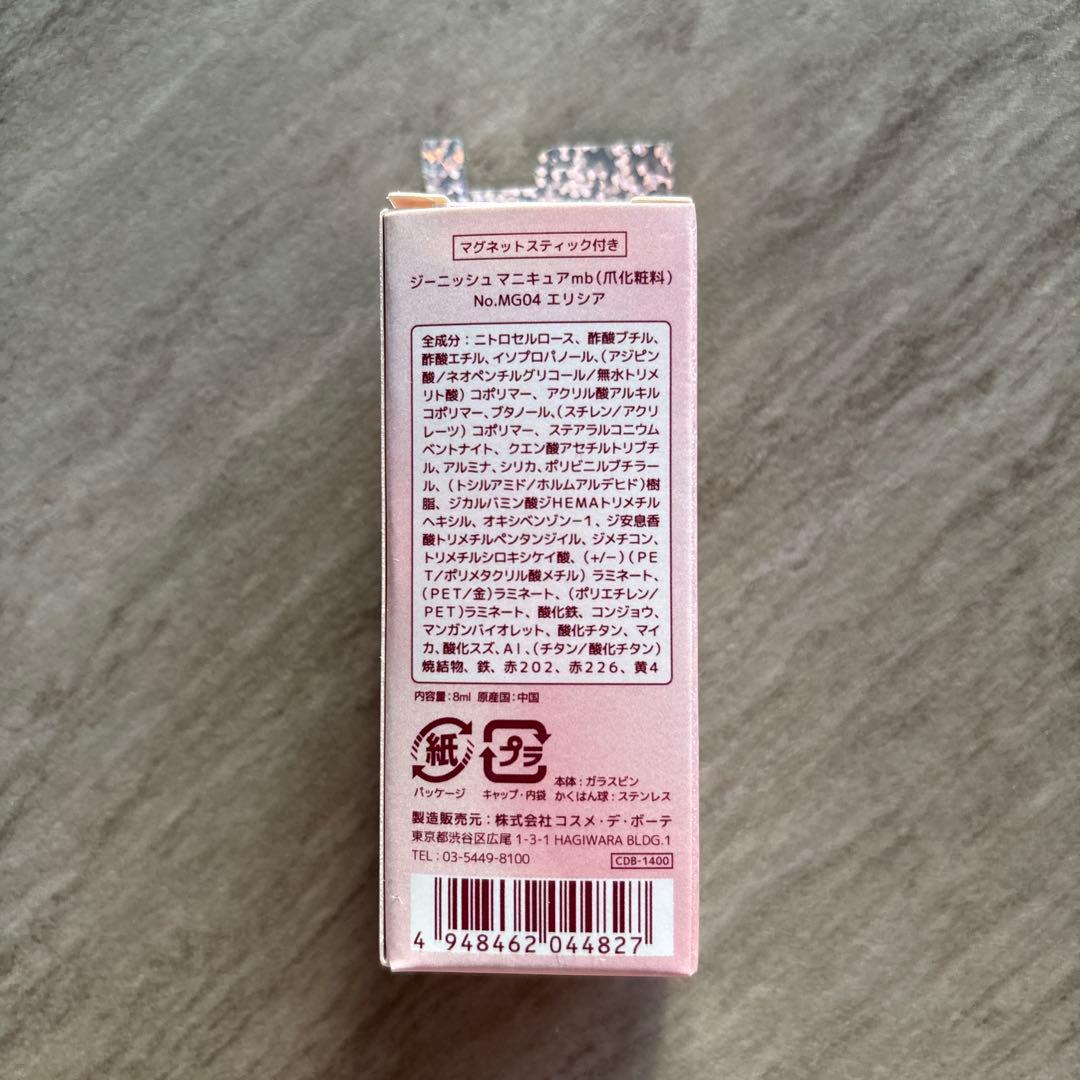 マグネットスティック付き
ジーニッシュ マニキュアmb(爪化粧料)
No.MG04 エリシア
全成分:ニトロセルロース、酢酸ブチル、
酢酸エチル、イソプロパノール、(アジピン
酸/ネオペンチルグリコール/無水トリメ
リト酸)コポリマー、アクリル酸アルキル
コポリマー、ブタノール、(スチレン/アクリ
レーツ)コポリマー、ステアラルコニウム
ベントナイト、クエン酸アセチルトリブチ
ル、アルミナ、シリカ、ポリビニルブチラー
ル、(トシルアミド/ホルムアルデヒド)樹
脂、ジカルバミン酸ジHEMAトリメチル
ヘキシル、オキシベンゾン-1、ジ安息香
酸トリメチルペンタンジイル、ジメチコン、
トリメチルシロキシケイ酸、(+/-)(PE
T/ポリメタクリル酸メチル)ラミネート、
(PET/金)ラミネート、(ポリエチレン/
PET)ラミネート、酸化鉄、コンジョウ、
マンガンバイオレット、酸化チタン、マイ
カ、酸化スズ、Al、(チタン/酸化チタン)
焼結物、鉄、赤202、赤226、黄4
内容量:8ml 原産国:中国
紙 プラ
パッケージ キャップ・内袋
本体:ガラスビン
かくはん球:ステンレス
製造販売元:株式会社コスメ・デ・ボーテ
東京都渋谷区広尾1-3-1 HAGIWARA BLDG.1
TEL:03-5449-8100 CDB-1400
4 948462 044827